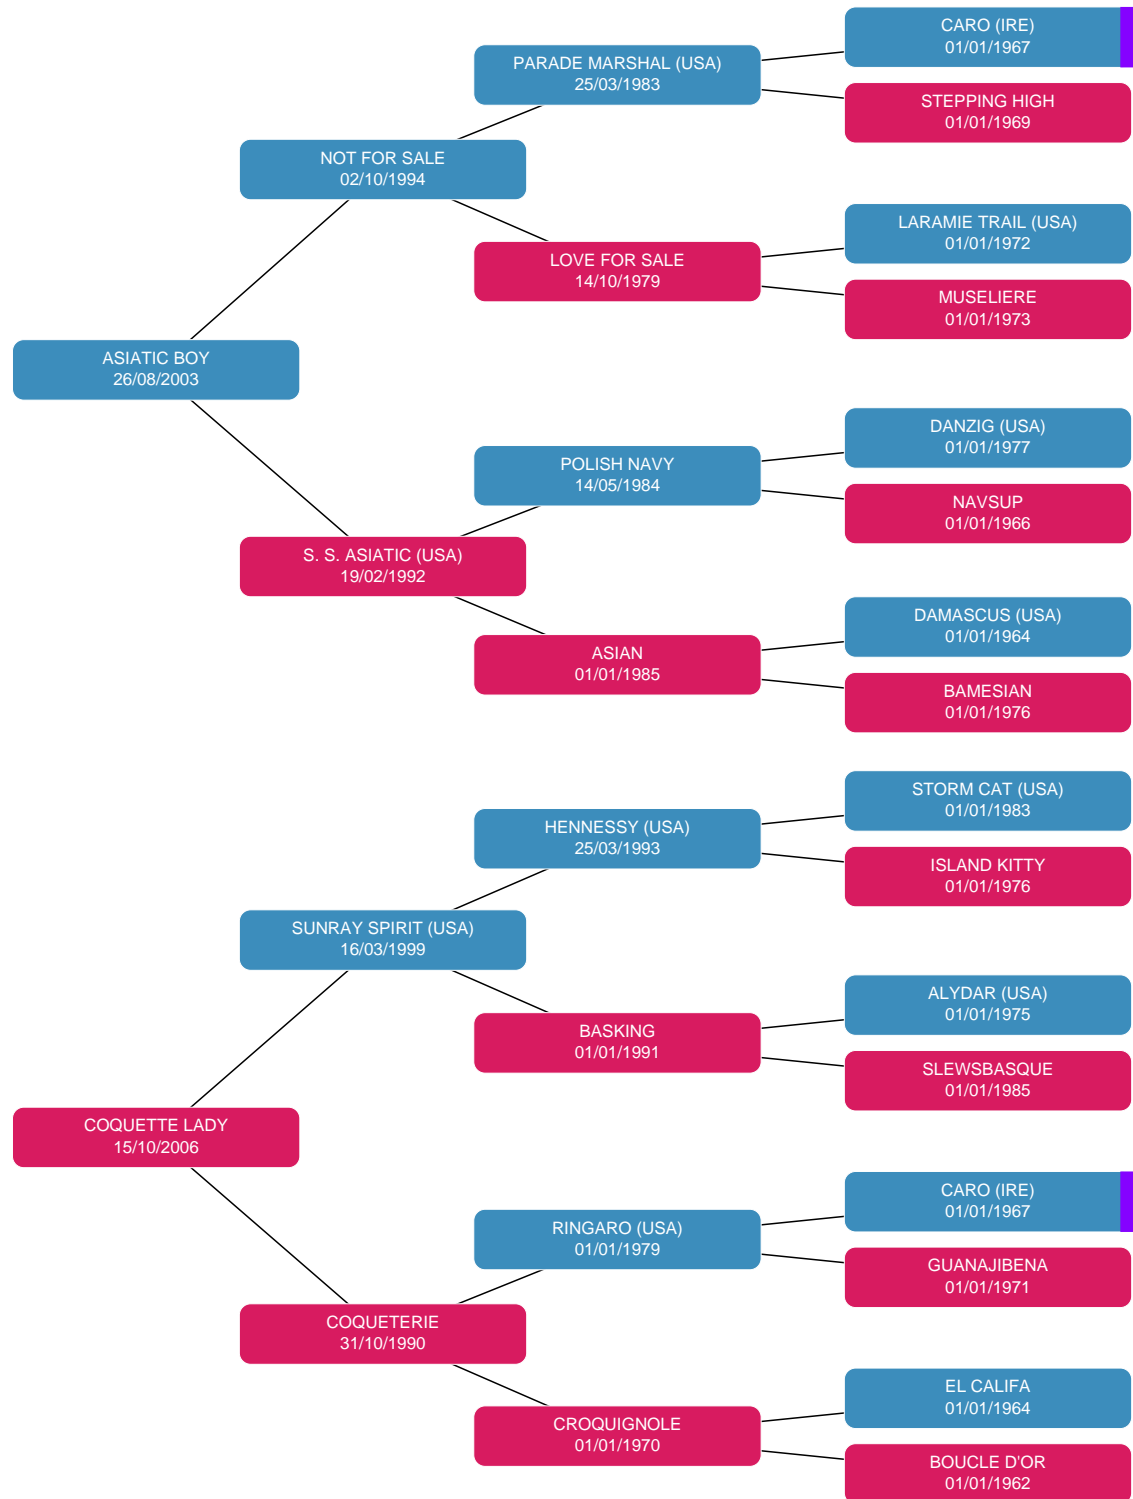 CARO (IRE)
01/01/1967
PARADE MARSHAL (USA)
25/03/1983
STEPPING HIGH
01/01/1969
NOT FOR SALE
02/10/1994
LARAMIE TRAIL (USA)
01/01/1972
LOVE FOR SALE
14/10/1979
MUSELIERE
01/01/1973
ASIATIC BOY
26/08/2003
DANZIG (USA)
01/01/1977
POLISH NAVY
14/05/1984
NAVSUP
01/01/1966
S. S. ASIATIC (USA)
19/02/1992
DAMASCUS (USA)
01/01/1964
ASIAN
01/01/1985
BAMESIAN
01/01/1976
STORM CAT (USA)
01/01/1983
HENNESSY (USA)
25/03/1993
ISLAND KITTY
01/01/1976
SUNRAY SPIRIT (USA)
16/03/1999
ALYDAR (USA)
01/01/1975
BASKING
01/01/1991
SLEWSBASQUE
01/01/1985
COQUETTE LADY
15/10/2006
CARO (IRE)
01/01/1967
RINGARO (USA)
01/01/1979
GUANAJIBENA
01/01/1971
COQUETERIE
31/10/1990
EL CALIFA
01/01/1964
CROQUIGNOLE
01/01/1970
BOUCLE D'OR
01/01/1962